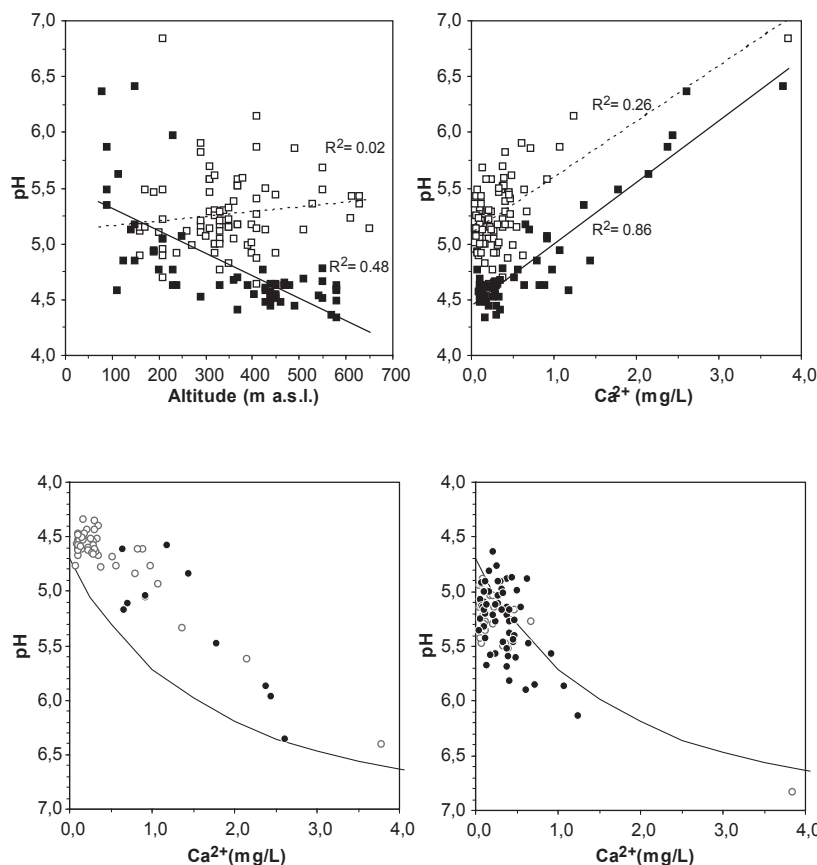 7,0
6,5
6,0
5,5
5,0
4,5
4,0
pH
R²= 0.02
R²= 0.48
0 100 200 300 400 500 600 700
Altitude (m a.s.l.)
7,0
6,5
6,0
5,5
5,0
4,5
4,0
pH
R²= 0.26
R²= 0.86
0,0 1,0 2,0 3,0 4,0
Ca²⁺ (mg/L)
4,0
4,5
5,0
5,5
6,0
6,5
7,0
pH
0,0 1,0 2,0 3,0 4,0
Ca²⁺(mg/L)
4,0
4,5
5,0
5,5
6,0
6,5
7,0
pH
0,0 1,0 2,0 3,0 4,0
Ca²⁺(mg/L)